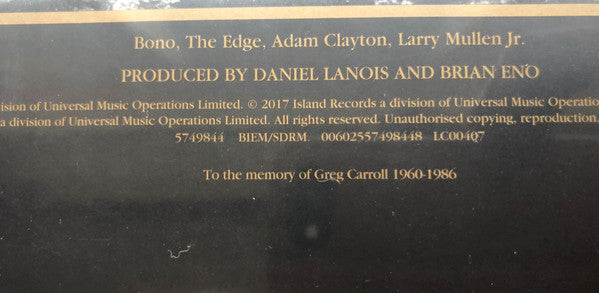 Bono, The Edge, Adam Clayton, Larry Mullen Jr.
PRODUCED BY DANIEL LANOIS AND BRIAN ENO
ision of Universal Music Operations Limited. © 2017 Island Records a division of Universal Music Operatio
a division of Universal Music Operations Limited. All rights reserved. Unauthorised copying, reproduction,
5749844 BIEM/SDRM. 00602557498448 LC00407
To the memory of Greg Carroll 1960-1986